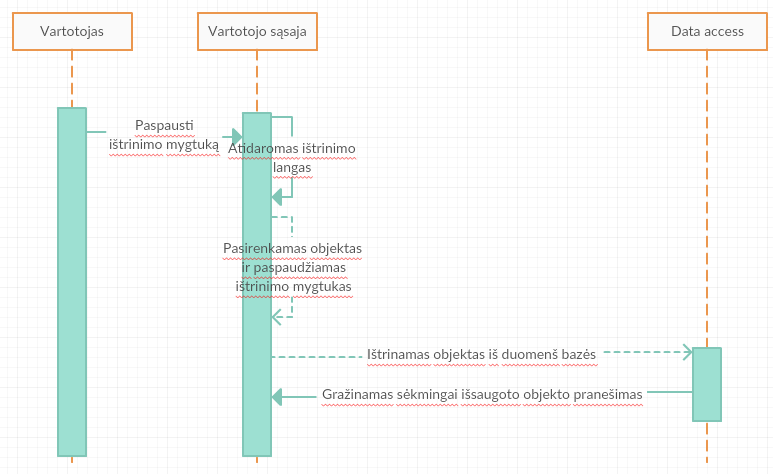 Vartotojas
Vartotojo sąsaja
Data access
Paspausti
ištrinimo mygtuką
Atidaromas ištrinimo
langas
Pasirenkamas objektas
ir paspaudžiamas
ištrinimo mygtukas
Ištrinamas objektas iš duomenš bazės
Gražinamas sėkmingai išsaugoto objekto pranešimas